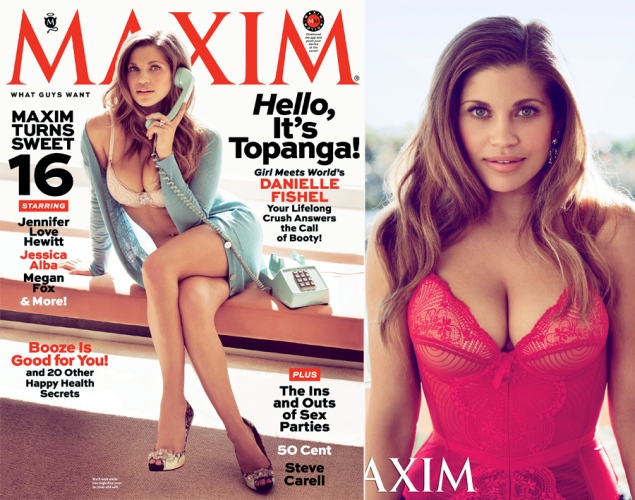 MAXIM
WHAT GUYS WANT
MAXIM
TURNS
SWEET
16
STARRING
Jennifer
Love
Hewitt
Jessica
Alba
Megan
Fox
& More!
Booze Is
Good for You!
and 20 Other
Happy Health
Secrets
Hello,
It's
Topanga!
Girl Meets World's
DANIELLE
FISHEL
Your Lifelong
Crush Answers
the Call
of Booty!
PLUS
The Ins
and Outs
of Sex
Parties
50 Cent
Steve
Carell
AXIM